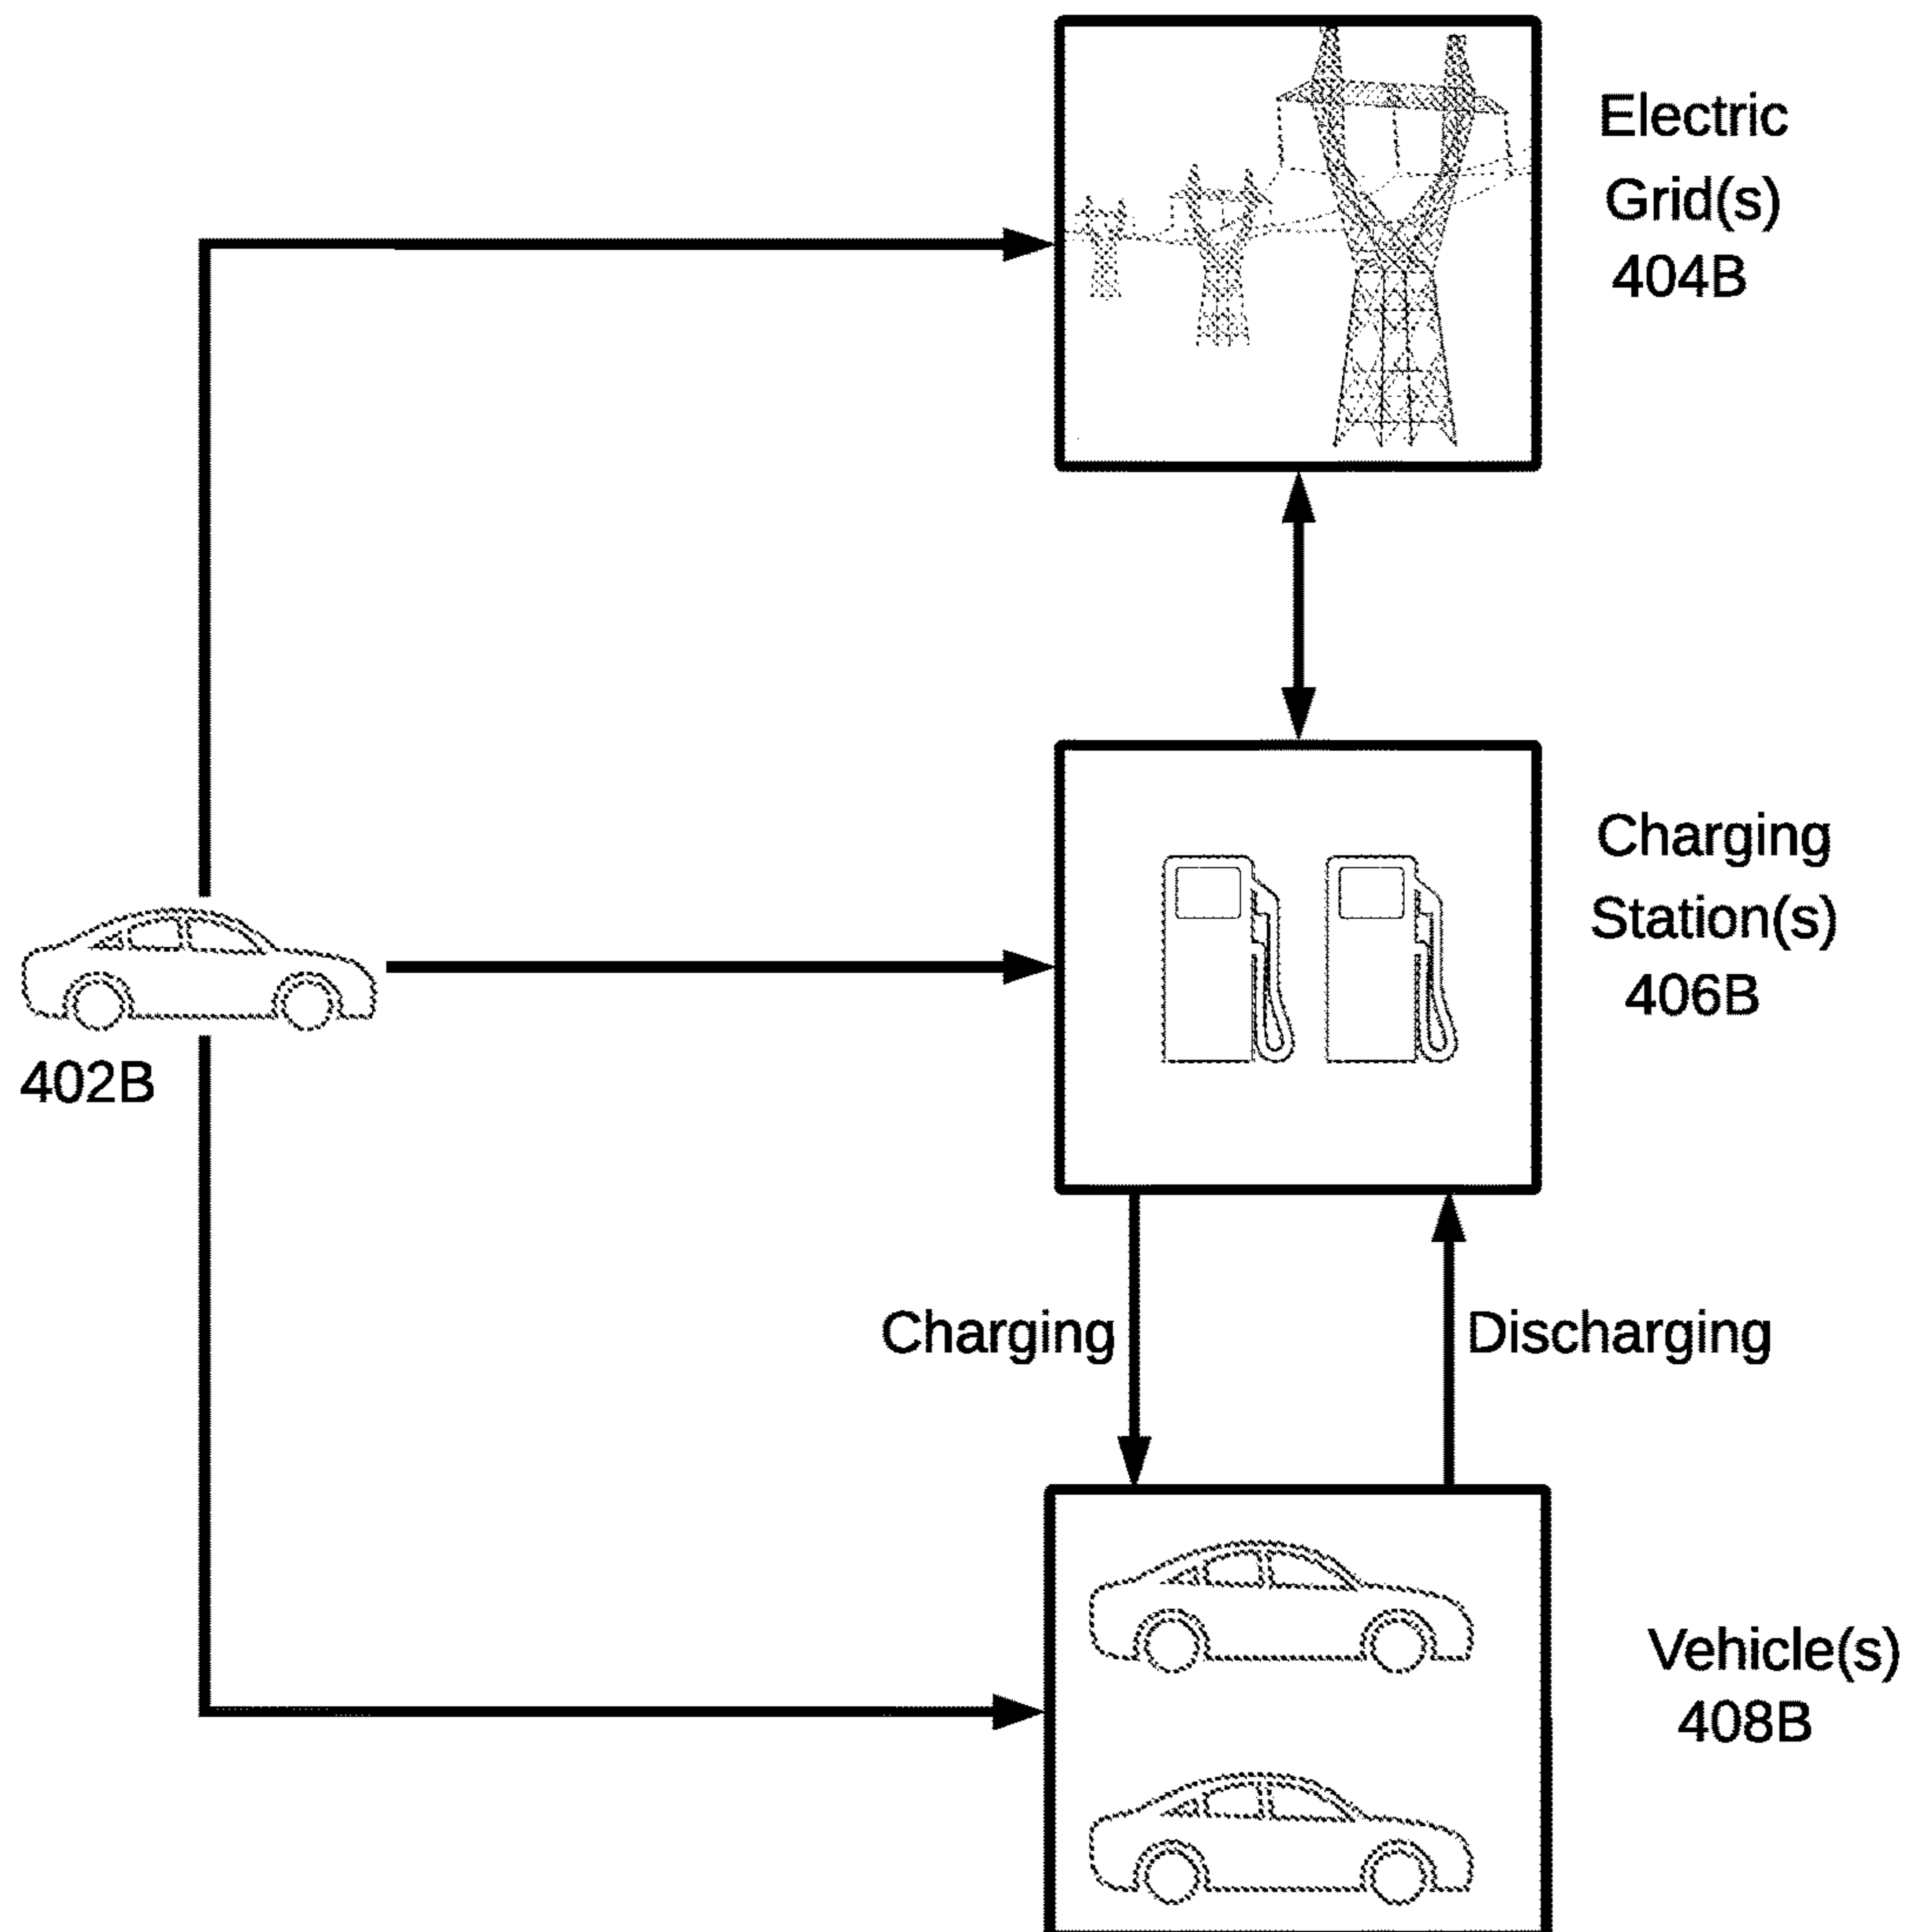 Electric
Grid(s)
404B
Charging
Station(s)
406B
402B
Charging
Discharging
Vehicle(s)
408B